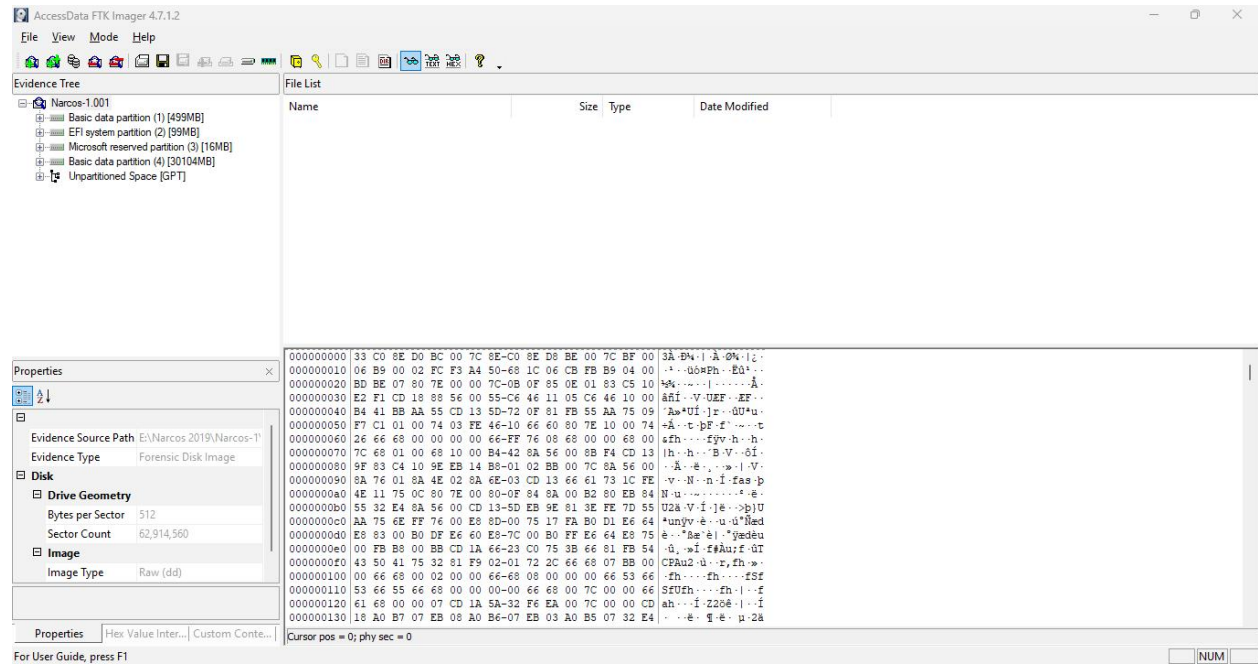 AccessData FTK Imager 4.7.1.2
File View Mode Help
Evidence Tree
File List
Narcos-1.001
Basic data partition (1) [499MB]
EFI system partition (2) [99MB]
Microsoft reserved partition (3) [16MB]
Basic data partition (4) [30104MB]
Unpartitioned Space [GPT]
Name Size Type Date Modified
Properties
Evidence Source Path E:\Narcos 2019\Narcos-1
Evidence Type Forensic Disk Image
Disk
Drive Geometry
Bytes per Sector 512
Sector Count 62,914,560
Image
Image Type Raw (dd)
Properties Hex Value Inter... Custom Conte...
000000000 33 C0 8E D0 BC 00 7C 8E-C0 8E D8 BE 00 7C BF 00
000000010 06 B9 00 02 FC F3 A4 50-68 1C 06 CB FB B9 04 00
000000020 BD BE 07 80 7E 00 00 7C-0B 0F 85 0E 01 83 C5 10
000000030 E2 F1 CD 18 88 56 00 55-C6 46 11 05 C6 46 10 00
000000040 B4 41 BB AA 55 CD 13 5D-72 0F 81 FB 55 AA 75 09
000000050 F7 C1 01 00 74 03 FE 46-10 66 60 80 7E 10 00 74
000000060 26 66 68 00 00 00 00 66-FF 76 08 68 00 00 68 00
000000070 7C 68 01 00 68 10 00 B4-42 8A 56 00 8B F4 CD 13
000000080 9F 83 C4 10 9E EB 14 B8-01 02 BB 00 7C 8A 56 00
000000090 8A 76 01 8A 4E 02 8A 6E-03 CD 13 66 61 73 1C FE
0000000a0 4E 11 75 0C 80 7E 00 80-0F 84 8A 00 B2 80 EB 84
0000000b0 55 32 E4 8A 56 00 CD 13-5D EB 9E 81 3E FE 7D 55
0000000c0 AA 75 6E FF 76 00 E8 8D-00 75 17 FA B0 D1 E6 64
0000000d0 E8 83 00 B0 DF E6 60 E8-7C 00 B0 FF E6 64 E8 75
0000000e0 00 FB B8 00 BB CD 1A 66-23 C0 75 3B 66 81 FB 54
0000000f0 43 50 41 75 32 81 F9 02-01 72 2C 66 68 07 BB 00
000000100 00 66 68 00 02 00 00 66-68 08 00 00 00 66 53 66
000000110 53 66 55 66 68 00 00 00-00 66 68 00 7C 00 00 66
000000120 61 68 00 00 07 CD 1A 5A-32 F6 EA 00 7C 00 00 CD
000000130 18 A0 B7 07 EB 08 A0 B6-07 EB 03 A0 B5 07 32 E4
Cursor pos = 0; phy sec = 0
For User Guide, press F1
NUM